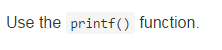 Use the printf() function.